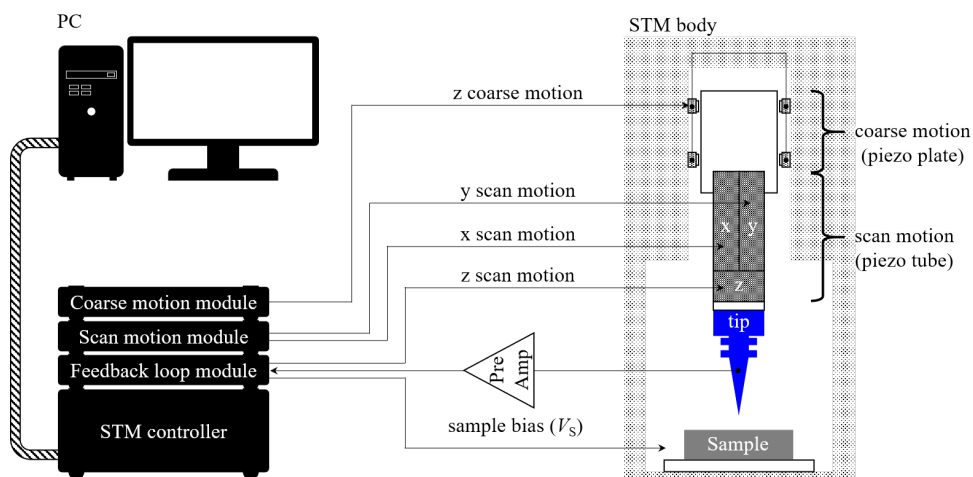 PC
STM body
z coarse motion
coarse motion
(piezo plate)
y scan motion
x
y
x scan motion
scan motion
(piezo tube)
z scan motion
z
Coarse motion module
tip
Scan motion module
Feedback loop module
Pre
Amp
STM controller
sample bias (VS)
Sample